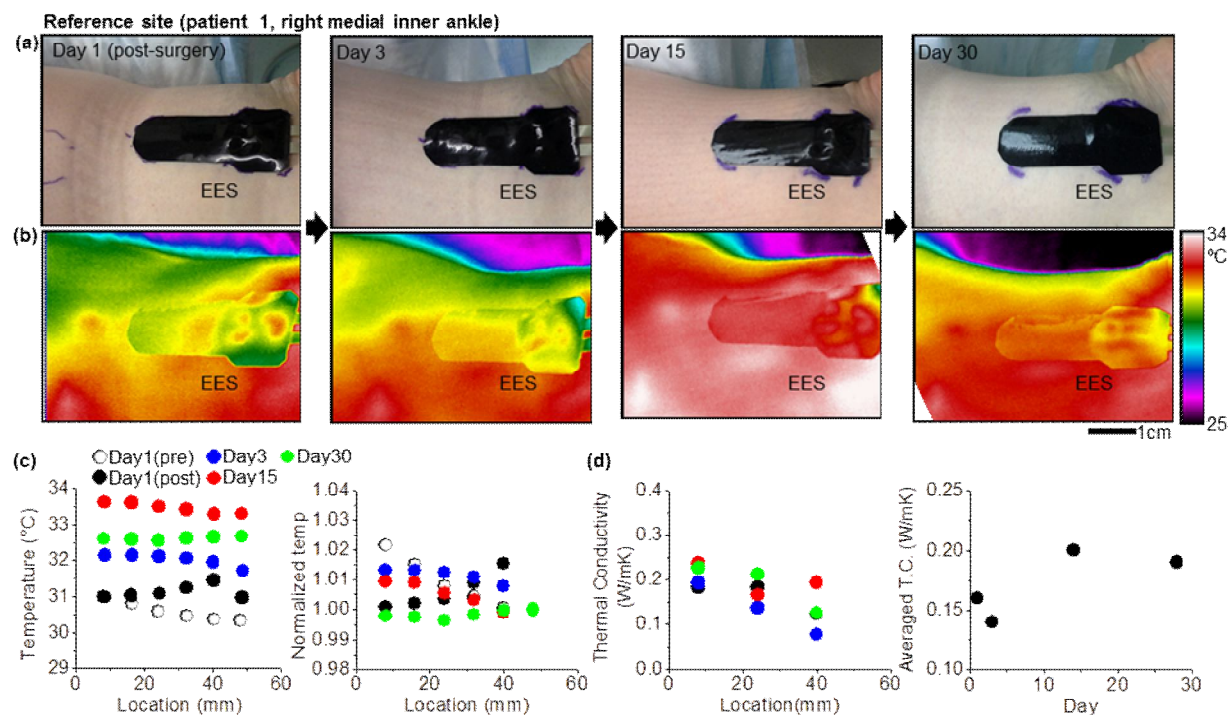 Reference site (patient 1, right medial inner ankle)
(a)
Day 1 (post-surgery)
Day 3
Day 15
Day 30
EES
EES
EES
EES
(b)
34
ºC
EES
EES
EES
EES
25
1cm
(c)
Day1(pre)
Day3
Day30
Day1(post)
Day15
34
33
32
31
30
29
Temperature (°C)
0
20
40
60
Location (mm)
1.04
1.03
1.02
1.01
1.00
0.99
0.98
Normalized temp
0
20
40
60
Location (mm)
(d)
0.4
0.3
0.2
0.1
0.0
Thermal Conductivity
(W/mK)
0
20
40
60
Location(mm)
0.25
0.20
0.15
0.10
Averaged T.C. (W/mK)
0
10
20
30
Day